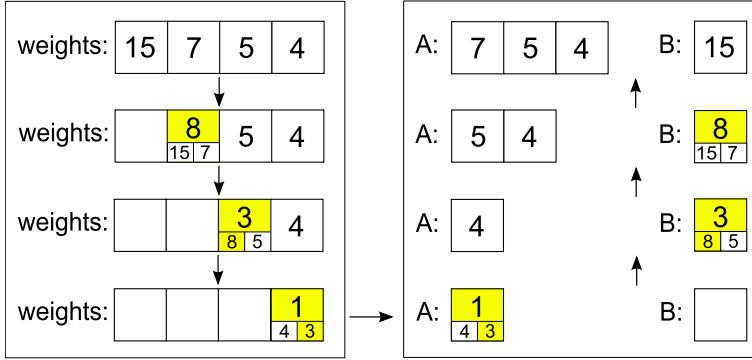 weights: 15 7 5 4
weights: 8 5 4
15 7
weights: 3 4
8 5
weights: 1
4 3
A: 7 5 4 B: 15
A: 5 4 B: 8
15 7
A: 4 B: 3
8 5
A: 1 B:
4 3